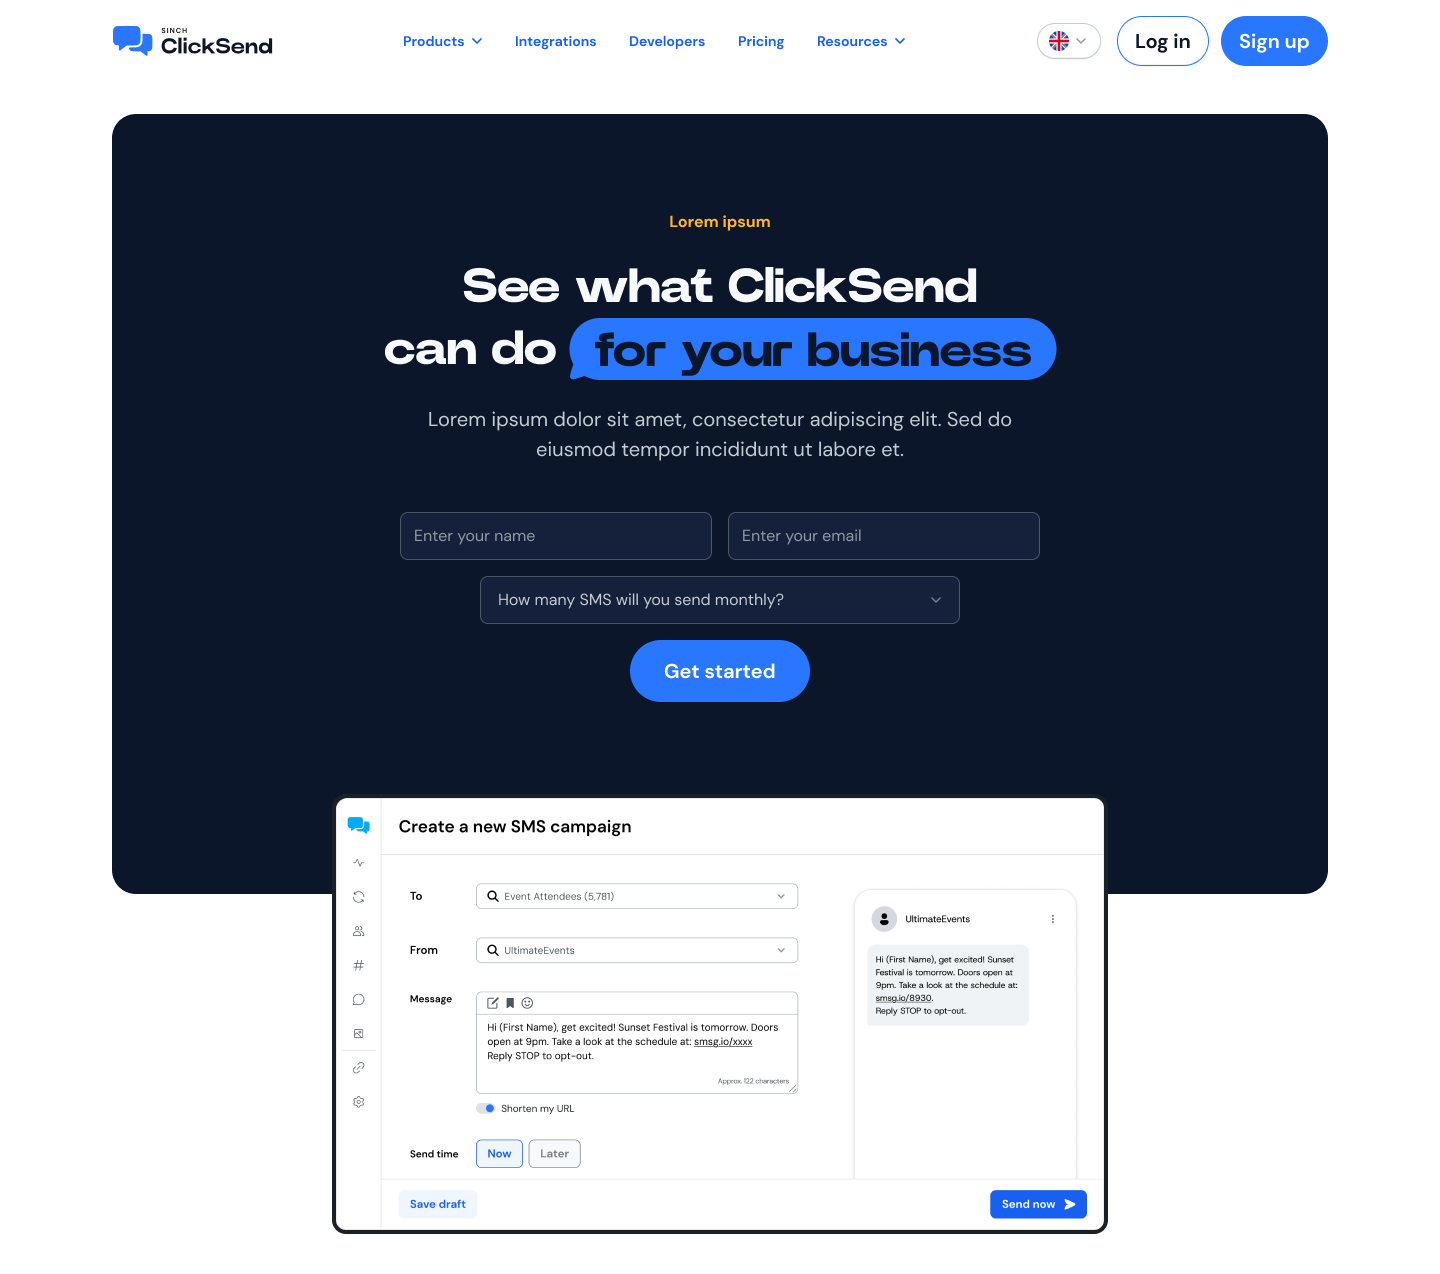 SINCH
ClickSend
Products
Integrations
Developers
Pricing
Resources
Log in
Sign up
Lorem ipsum
See what ClickSend
can do for your business
Lorem ipsum dolor sit amet, consectetur adipiscing elit. Sed do
eiusmod tempor incididunt ut labore et.
Enter your name
Enter your email
How many SMS will you send monthly?
Get started
Create a new SMS campaign
To
Event Attendees (5,781)
From
UltimateEvents
Message
Hi (First Name), get excited! Sunset Festival is tomorrow. Doors
open at 9pm. Take a look at the schedule at: smsg.io/xxxx
Reply STOP to opt-out.
Approx. 122 characters
Shorten my URL
Send time
Now
Later
Save draft
Send now
UltimateEvents
Hi (First Name), get excited! Sunset
Festival is tomorrow. Doors open at
9pm. Take a look at the schedule at:
smsg.io/8930.
Reply STOP to opt-out.